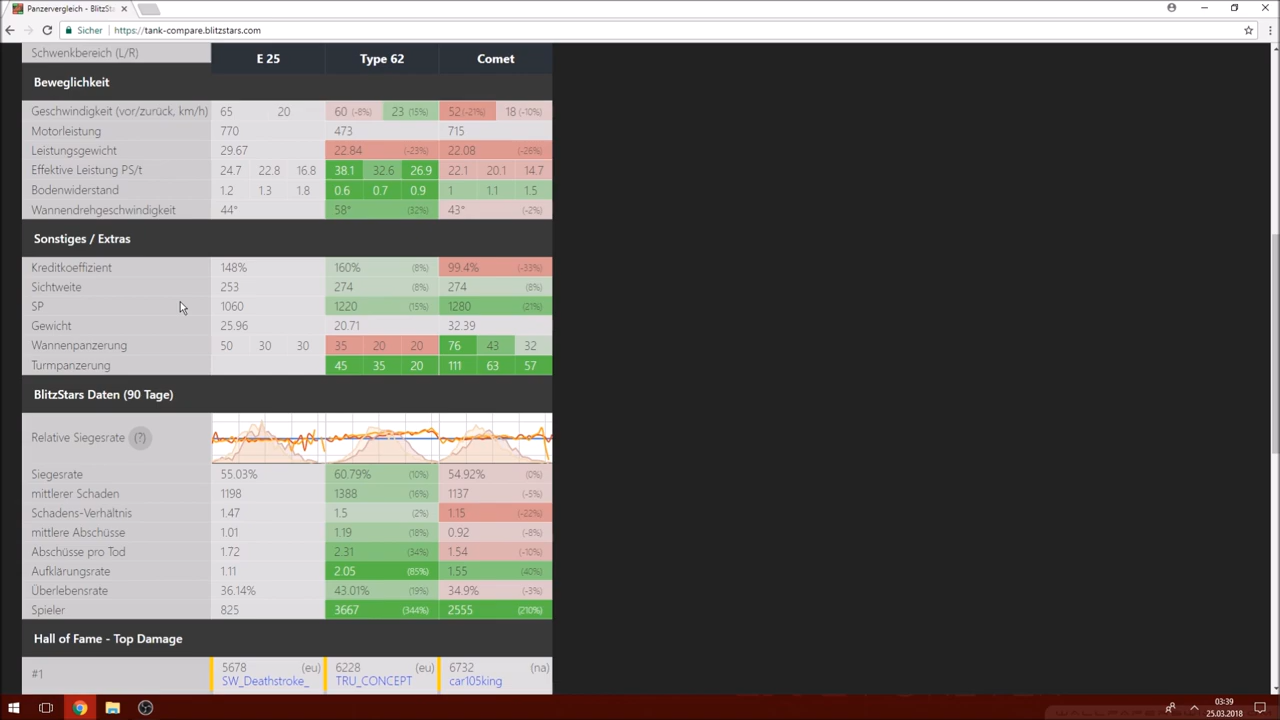 Panzervergleich - BlitzSta
Sicher https://tank-compare.blitzstars.com
Schwenkbereich (L/R) E 25 Type 62 Comet
Beweglichkeit
Geschwindigkeit (vor/zurück, km/h) 65 20 60 (-8%) 23 (15%) 52 (-21%) 18 (-10%)
Motorleistung 770 473 715
Leistungsgewicht 29.67 22.84 (-23%) 22.08 (-26%)
Effektive Leistung PS/t 24.7 22.8 16.8 38.1 32.6 26.9 22.1 20.1 14.7
Bodenwiderstand 1.2 1.3 1.8 0.6 0.7 0.9 1 1.1 1.5
Wannendrehgeschwindigkeit 44° 58° (32%) 43° (-2%)
Sonstiges / Extras
Kreditkoeffizient 148% 160% (8%) 99.4% (-33%)
Sichtweite 253 274 (8%) 274 (8%)
SP 1060 1220 (15%) 1280 (21%)
Gewicht 25.96 20.71 32.39
Wannenpanzerung 50 30 30 35 20 20 76 43 32
Turmpanzerung 45 35 20 111 63 57
BlitzStars Daten (90 Tage)
Relative Siegesrate (?)
Siegesrate 55.03% 60.79% (10%) 54.92% (0%)
mittlerer Schaden 1198 1388 (16%) 1137 (-5%)
Schadens-Verhältnis 1.47 1.5 (2%) 1.15 (-22%)
mittlere Abschüsse 1.01 1.19 (18%) 0.92 (-8%)
Abschüsse pro Tod 1.72 2.31 (34%) 1.54 (-10%)
Aufklärungsrate 1.11 2.05 (85%) 1.55 (40%)
Überlebensrate 36.14% 43.01% (19%) 34.9% (-3%)
Spieler 825 3667 (344%) 2555 (210%)
Hall of Fame - Top Damage
#1 5678 (eu) 6228 (eu) 6732 (na)
SW_Deathstroke_ TRU_CONCEPT car105king
03:39
25.03.2018